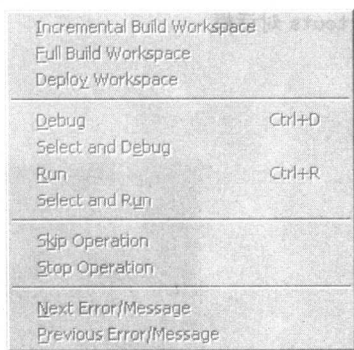 Incremental Build Workspace
Full Build Workspace
Deploy Workspace
Debug Ctrl+D
Select and Debug
Run Ctrl+R
Select and Run
Skip Operation
Stop Operation
Next Error/Message
Previous Error/Message